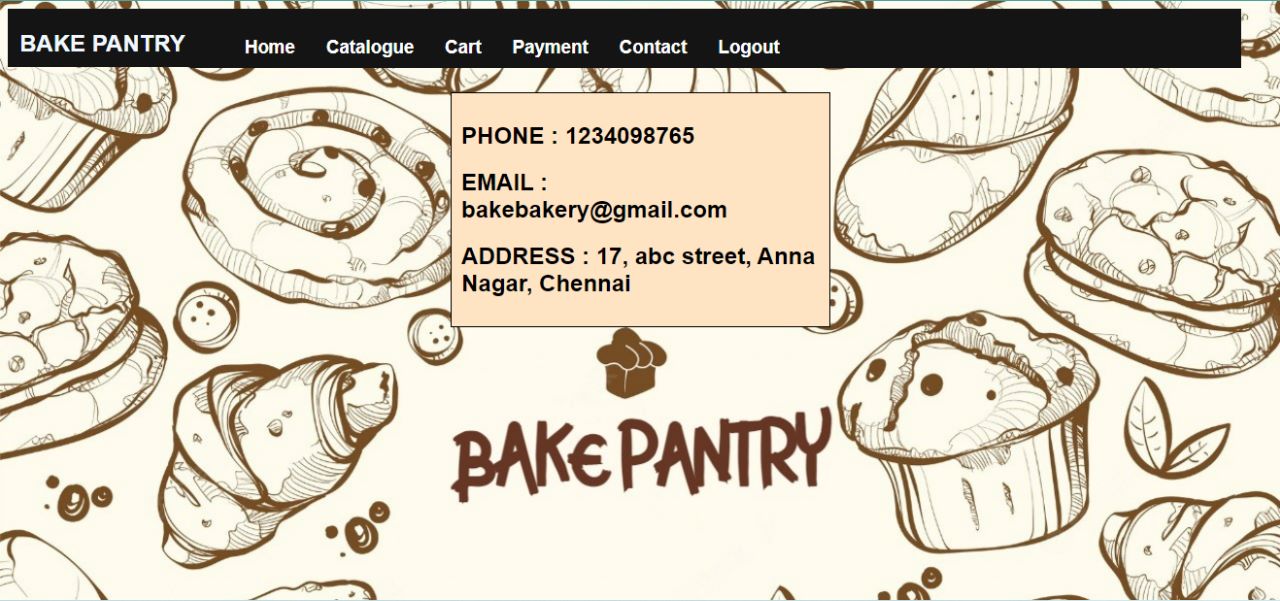 BAKE PANTRY Home Catalogue Cart Payment Contact Logout
PHONE : 1234098765
EMAIL :
bakebakery@gmail.com
ADDRESS : 17, abc street, Anna
Nagar, Chennai
BAKE PANTRY